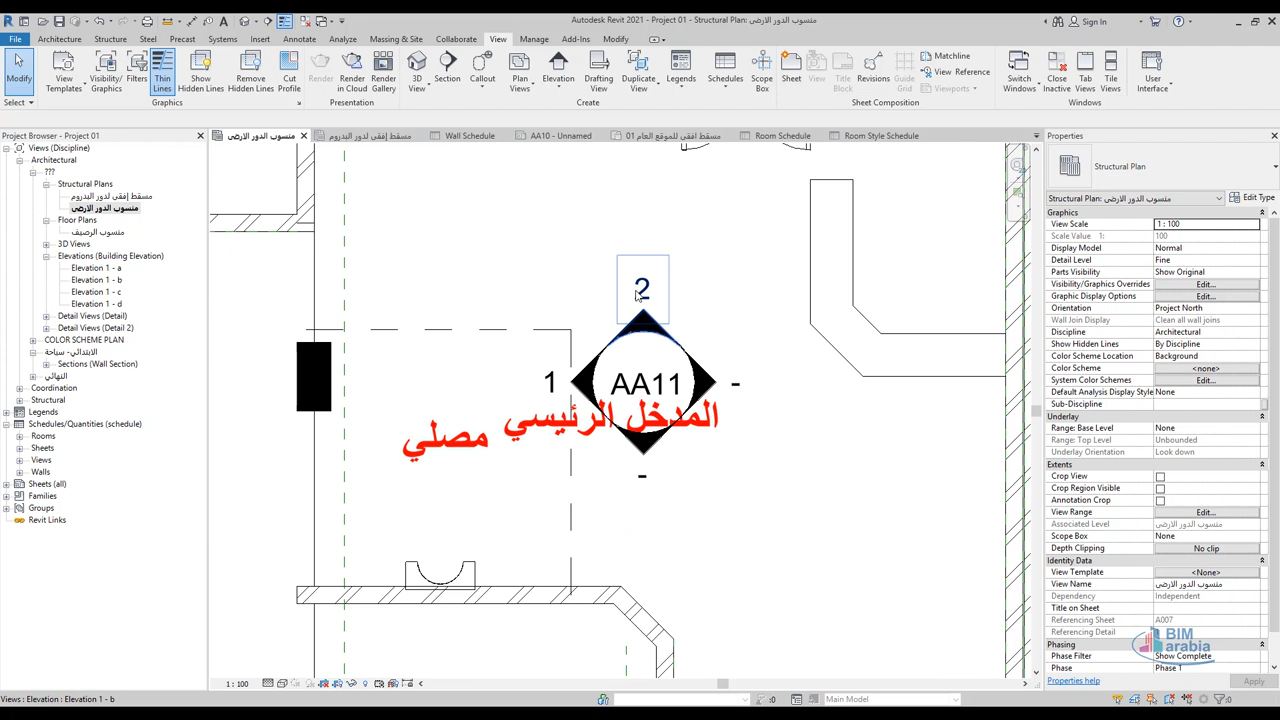 Autodesk Revit 2021 - Project 01 - Structural Plan: منسوب الدور الارضى
Sign In
File Architecture Structure Steel Precast Systems Insert Annotate Analyze Massing & Site Collaborate View Manage Add-Ins Modify
Modify
View Templates
Visibility/ Graphics
Filters
Thin Lines
Show Hidden Lines
Remove Hidden Lines
Cut Profile
Render
Render in Cloud
Render Gallery
3D View
Section
Callout
Plan Views
Elevation
Drafting View
Duplicate View
Legends
Schedules
Scope Box
Sheet
View
Title Block
Revisions
Guide Grid
Matchline
View Reference
Viewports
Switch Windows
Close Inactive
Tab Views
Tile Views
User Interface
Select Graphics Presentation Create Sheet Composition Windows
Project Browser - Project 01
منسوب الدور الارضى
مسقط إفقى لدور البدروم
Wall Schedule
AA10 - Unnamed
مسقط افقى للموقع العام 01
Room Schedule
Room Style Schedule
Properties
Views (Discipline)
Architectural
???
Structural Plans
مسقط إفقى لدور البدروم
منسوب الدور الارضى
Floor Plans
منسوب الرصيف
3D Views
Elevations (Building Elevation)
Elevation 1 - a
Elevation 1 - b
Elevation 1 - c
Elevation 1 - d
Detail Views (Detail)
Detail Views (Detail 2)
COLOR SCHEME PLAN
الابتدائي- سياحة
Sections (Wall Section)
النهائي
Coordination
Structural
Legends
Schedules/Quantities (schedule)
Rooms
Sheets
Views
Walls
Sheets (all)
Families
Groups
Revit Links
2
1
AA11
-
المدخل الرئيسي
مصلي
-
Structural Plan
Structural Plan: منسوب الدور الارضى Edit Type
Graphics
View Scale 1 : 100
Scale Value 1: 100
Display Model Normal
Detail Level Fine
Parts Visibility Show Original
Visibility/Graphics Overrides Edit...
Graphic Display Options Edit...
Orientation Project North
Wall Join Display Clean all wall joins
Discipline Architectural
Show Hidden Lines By Discipline
Color Scheme Location Background
Color Scheme <none>
System Color Schemes Edit...
Default Analysis Display Style None
Sub-Discipline
Underlay
Range: Base Level None
Range: Top Level Unbounded
Underlay Orientation Look down
Extents
Crop View
Crop Region Visible
Annotation Crop
View Range Edit...
Associated Level منسوب الدور الارضى
Scope Box None
Depth Clipping No clip
Identity Data
View Template <None>
View Name منسوب الدور الارضى
Dependency Independent
Title on Sheet
Referencing Sheet A007
Referencing Detail
Phasing
Phase Filter Show Complete
Phase Phase 1
Properties help Apply
BIM arabia
1 : 100
Views : Elevation : Elevation 1 - b
:0
Main Model
:0